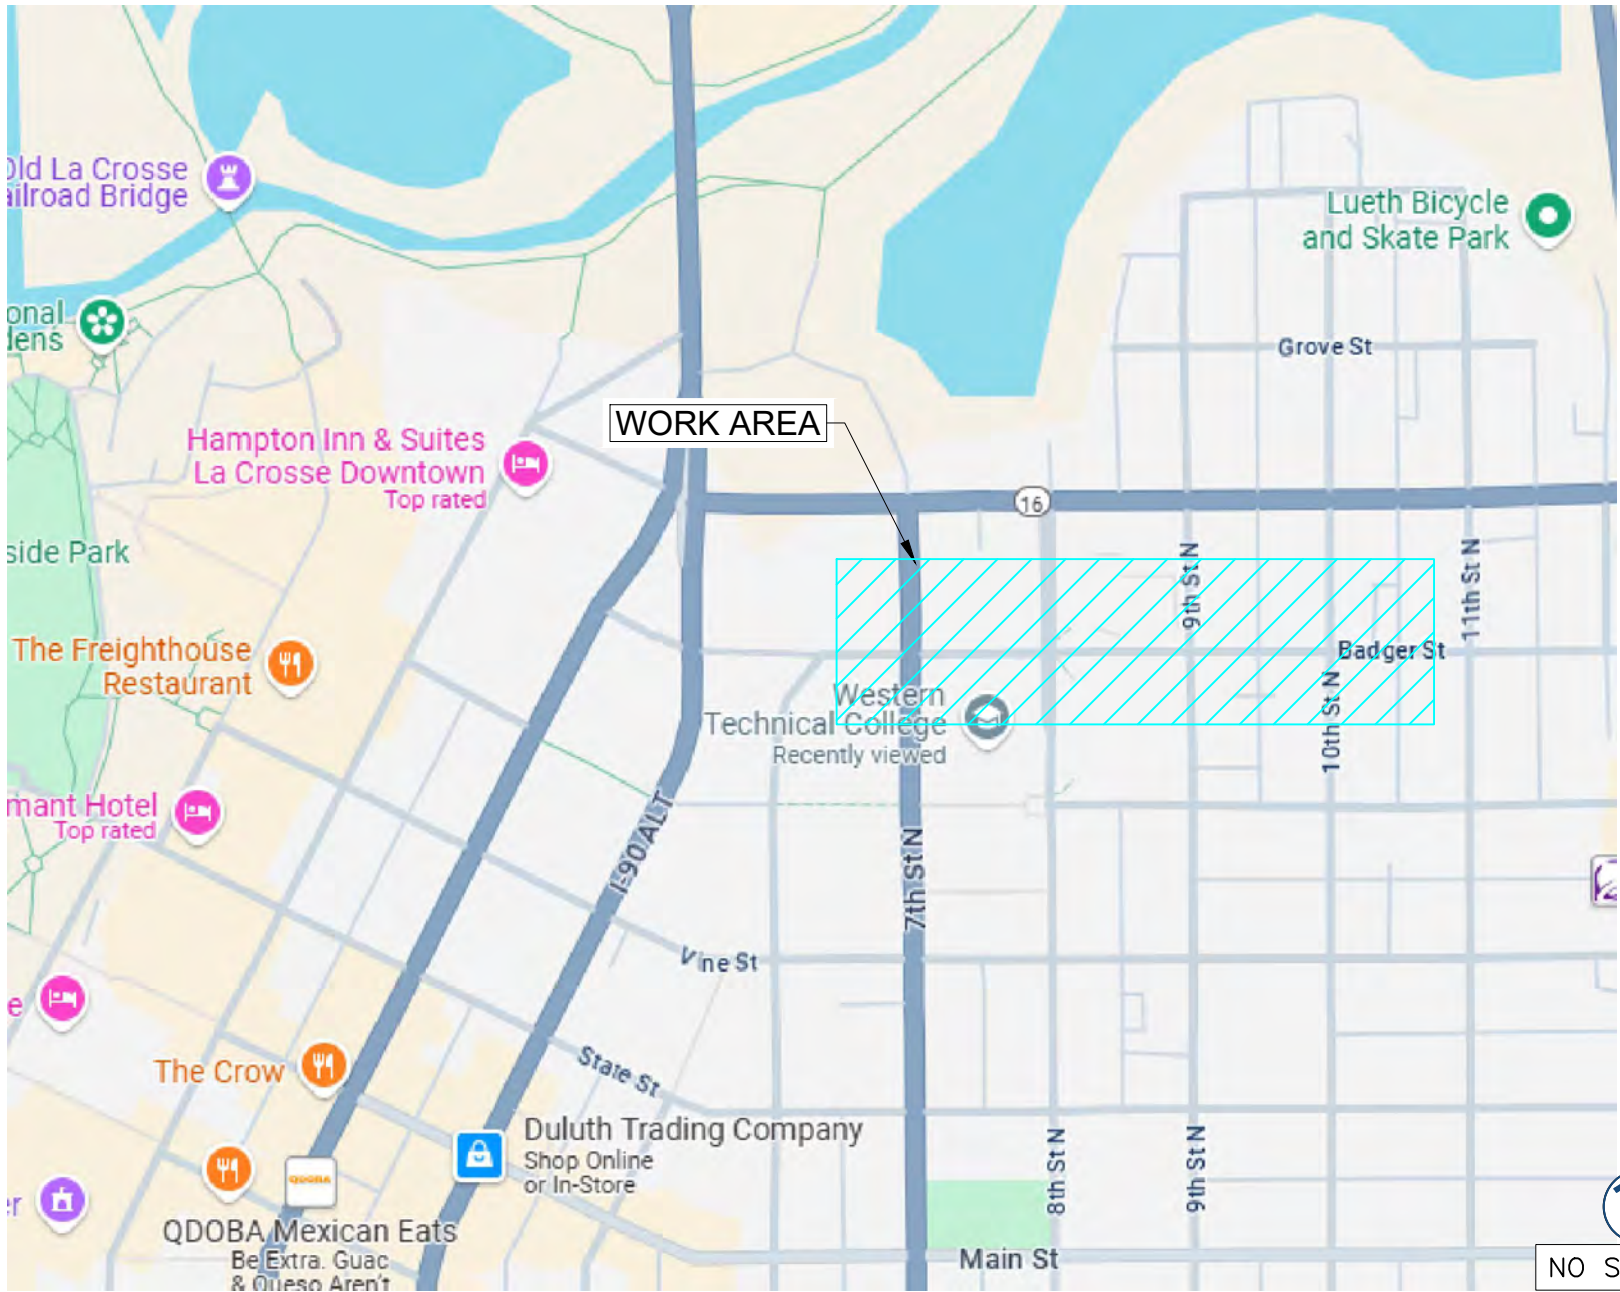 Old La Crosse
ailroad Bridge
Lueth Bicycle
and Skate Park
onal
dens
Grove St
WORK AREA
Hampton Inn & Suites
La Crosse Downtown
Top rated
16
side Park
9th St N
11th St N
The Freighthouse
Restaurant
Badger St
Western
Technical College
Recently viewed
10th St N
mant Hotel
Top rated
I-90 ALT
7th St N
Vine St
e
The Crow
State St
Duluth Trading Company
Shop Online
or In-Store
8th St N
9th St N
QDOBA
er
QDOBA Mexican Eats
Be Extra. Guac
& Queso Aren't
Main St
NO S